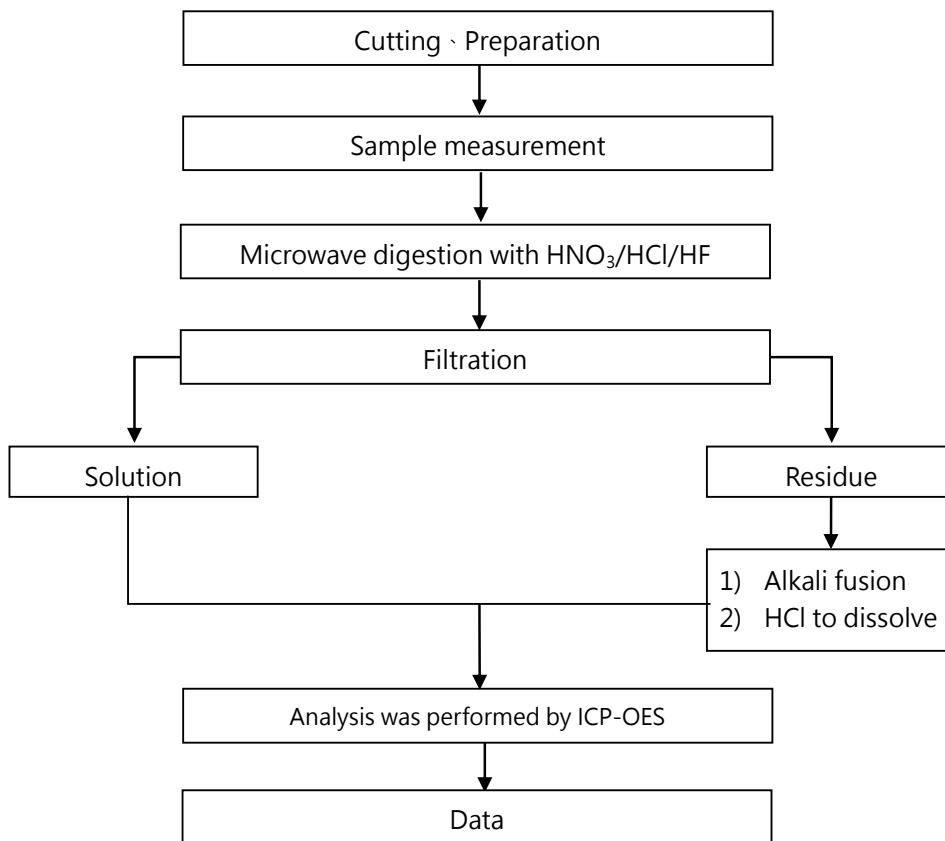 Cutting、Preparation
Sample measurement
Microwave digestion with HNO₃/HCl/HF
Filtration
Solution
Residue
1) Alkali fusion
2) HCl to dissolve
Analysis was performed by ICP-OES
Data